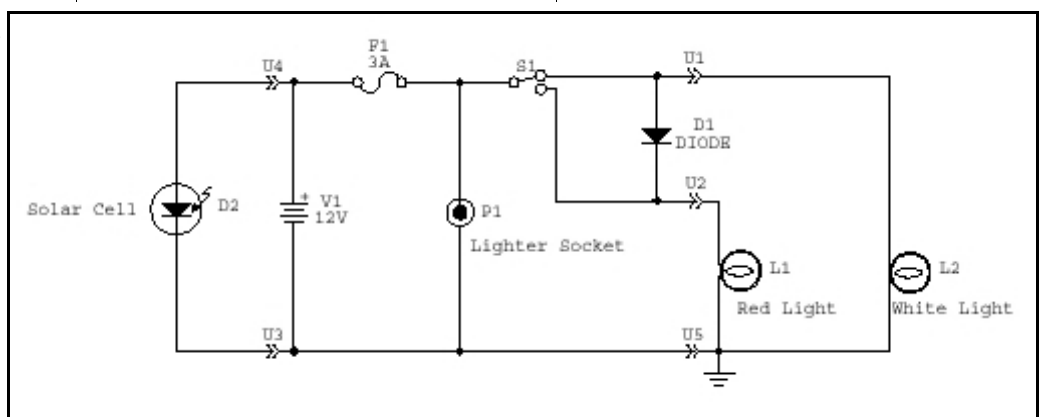 F1
3A
U4
S1
U1
D1
DIODE
U2
Solar Cell
D2
+
V1
12V
P1
Lighter Socket
L1
Red Light
L2
White Light
U3
U5